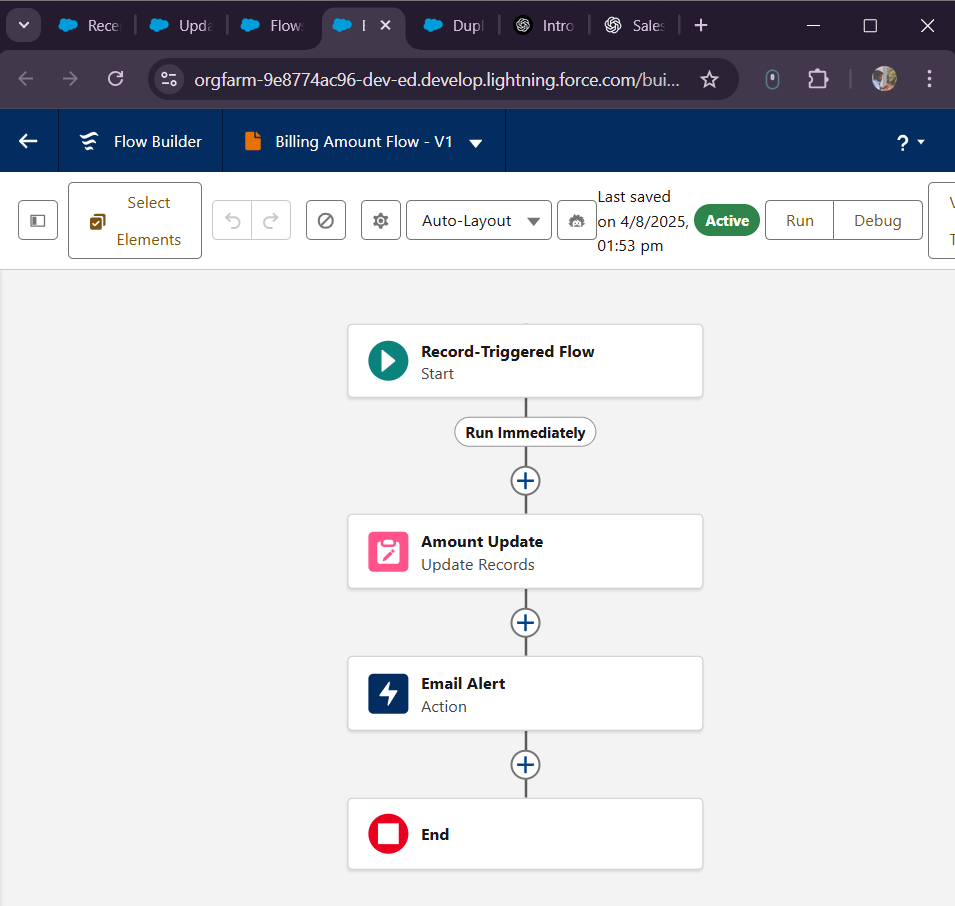 Rece
Upda
Flows
Dupl
Intro
Sales
orgfarm-9e8774ac96-dev-ed.develop.lightning.force.com/bui...
Flow Builder
Billing Amount Flow - V1
?
Select
Elements
Auto-Layout
Last saved
on 4/8/2025,
01:53 pm
Active
Run
Debug
Record-Triggered Flow
Start
Run Immediately
Amount Update
Update Records
Email Alert
Action
End